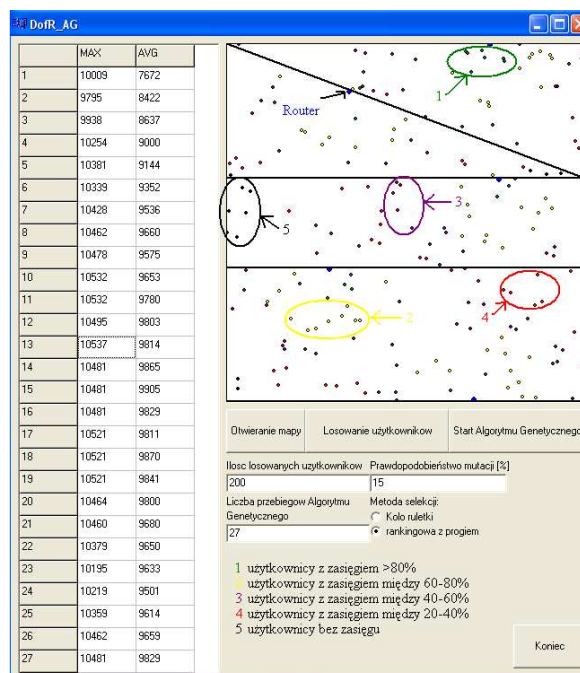 DofR_AG
MAX AVG
1 10009 7672
2 9795 8422
3 9938 8637
4 10254 9000
5 10381 9144
6 10339 9352
7 10428 9536
8 10462 9660
9 10478 9575
10 10532 9653
11 10532 9780
12 10495 9803
13 10537 9814
14 10481 9865
15 10481 9905
16 10481 9829
17 10521 9811
18 10521 9870
19 10521 9841
20 10464 9800
21 10460 9680
22 10379 9650
23 10195 9633
24 10219 9501
25 10359 9614
26 10462 9659
27 10481 9829
1
Router
3
5
2
4
Otwieranie mapy Losowanie użytkownikow Start Algorytmu Genetycznego
Ilosc losowanych uzytkownikow Prawdopodobieństwo mutacji [%]
200 15
Liczba przebiegow Algorytmu Genetycznego Metoda selekcji:
Kolo ruletki
27 rankingowa z progiem
1 użytkownicy z zasięgiem >80%
2 użytkownicy z zasięgiem między 60-80%
3 użytkownicy z zasięgiem między 40-60%
4 użytkownicy z zasięgiem między 20-40%
5 użytkownicy bez zasięgu
Koniec